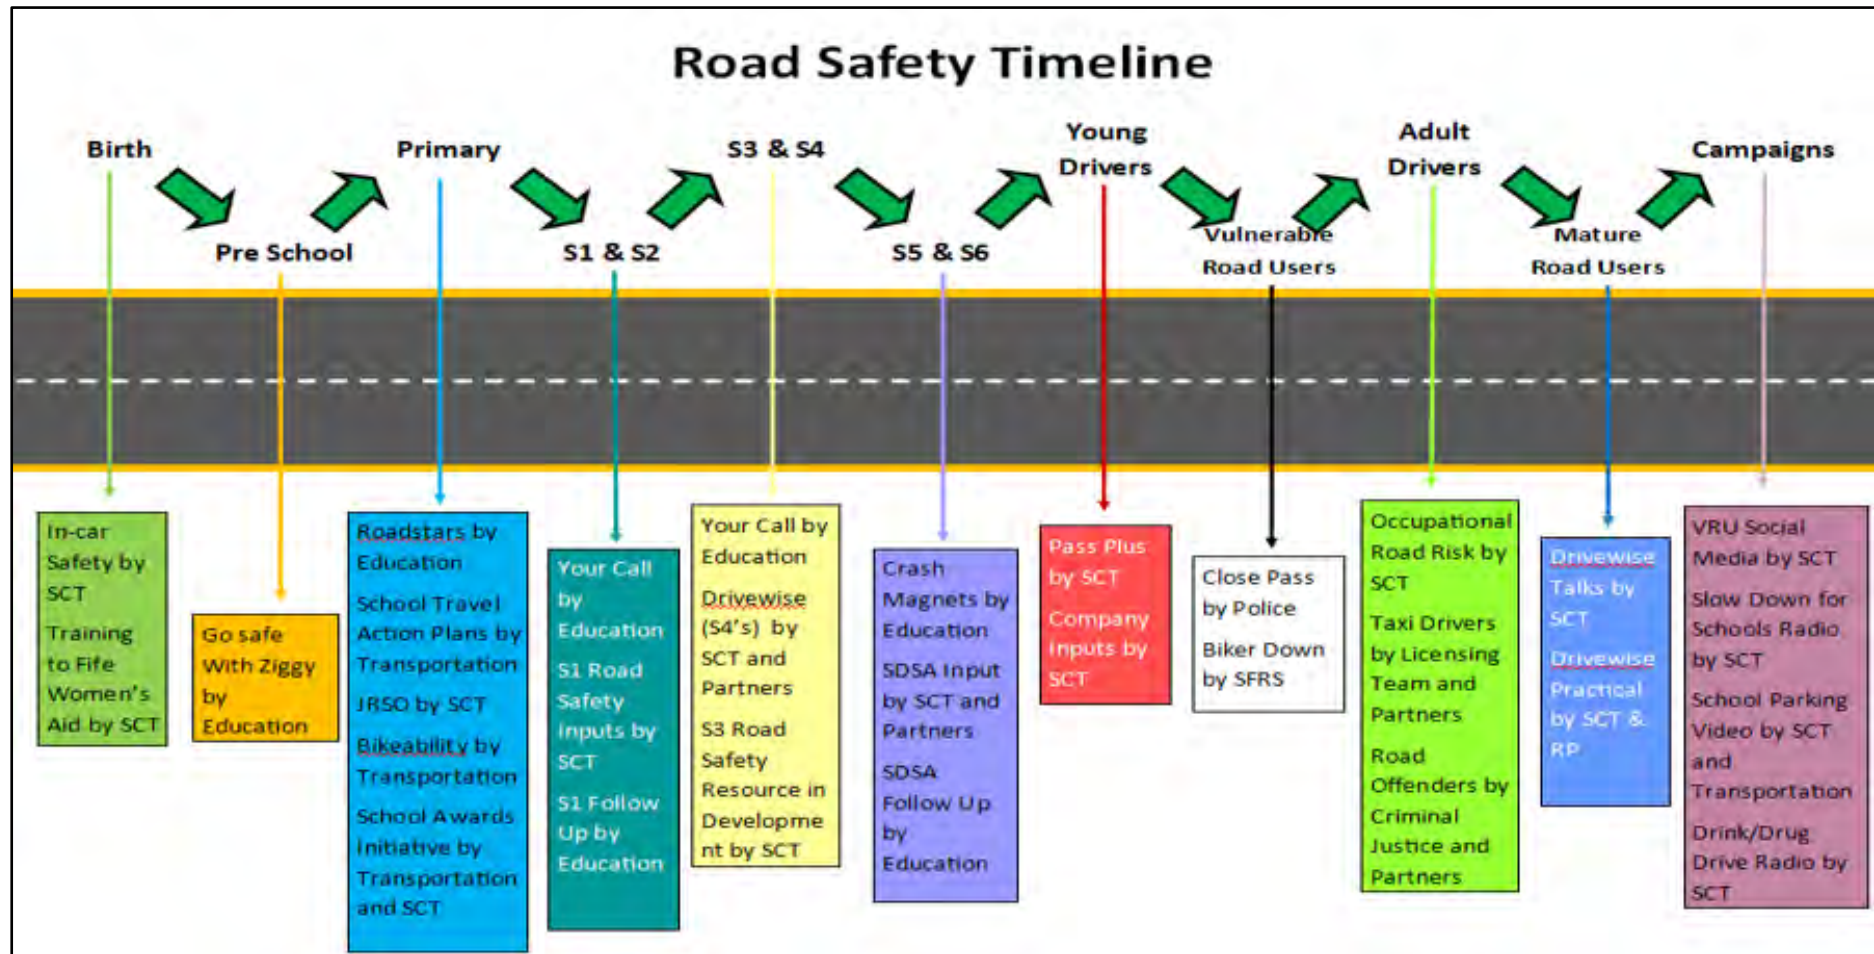 Road Safety Timeline
Birth
Pre School
Primary
S1 & S2
S3 & S4
S5 & S6
Young
Drivers
Vulnerable
Road Users
Adult
Drivers
Mature
Road Users
Campaigns
In-car
Safety by
SCT
Training
to Fife
Women's
Aid by SCT
Go safe
With Ziggy
by
Education
Roadstars by
Education
School Travel
Action Plans by
Transportation
JRSO by SCT
Bikeability by
Transportation
School Awards
Initiative by
Transportation
and SCT
Your Call
by
Education
S1 Road
Safety
Inputs by
SCT
S1 Follow
Up by
Education
Your Call by
Education
Drivewise
(S4's) by
SCT and
Partners
S3 Road
Safety
Resource in
Developme
nt by SCT
Crash
Magnets by
Education
SDSA Input
by SCT and
Partners
SDSA
Follow Up
by
Education
Pass Plus
by SCT
Company
Inputs by
SCT
Close Pass
by Police
Biker Down
by SFRS
Occupational
Road Risk by
SCT
Taxi Drivers
by Licensing
Team and
Partners
Road
Offenders by
Criminal
Justice and
Partners
Drivewise
Talks by
SCT
Drivewise
Practical
by SCT &
RP
VRU Social
Media by SCT
Slow Down for
Schools Radio
by SCT
School Parking
Video by SCT
and
Transportation
Drink/Drug
Drive Radio by
SCT